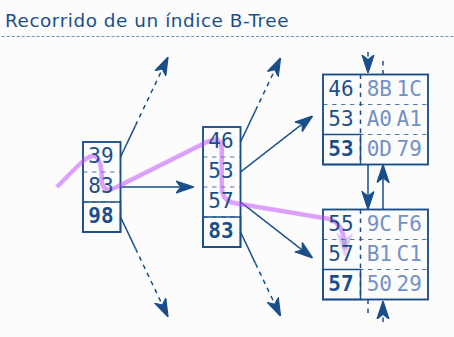 Recorrido de un índice B-Tree
39
83
98
46
53
57
83
46 8B 1C
53 A0 A1
53 0D 79
55 9C F6
57 B1 C1
57 50 29